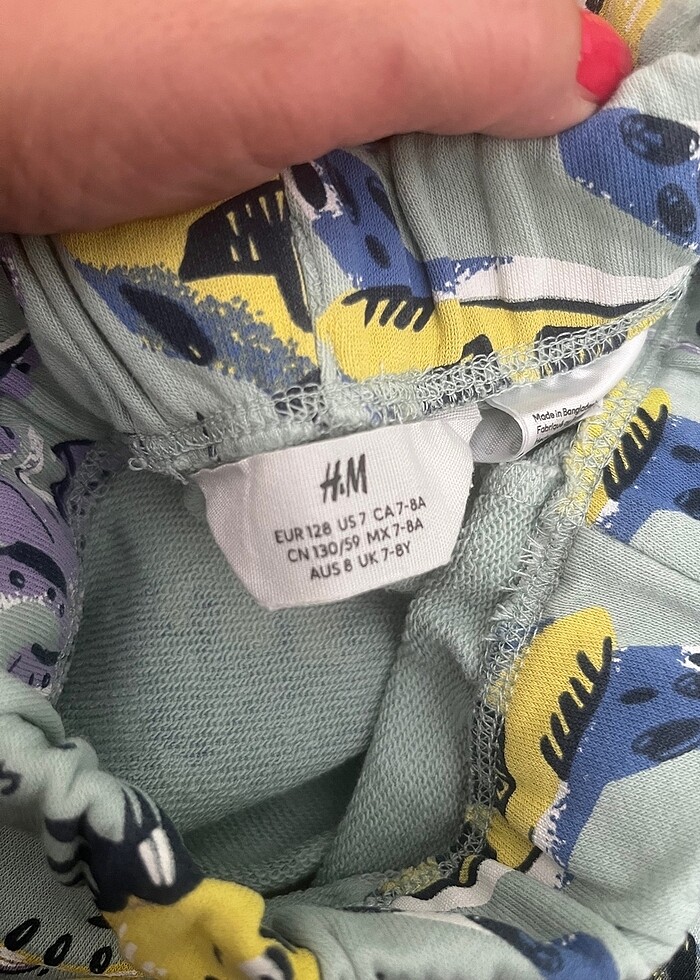 H&M
EUR 128 US 7 CA 7-8A
CN 130/59 MX 7-8A
AUS 8 UK 7-8Y
Made in Bangladesh